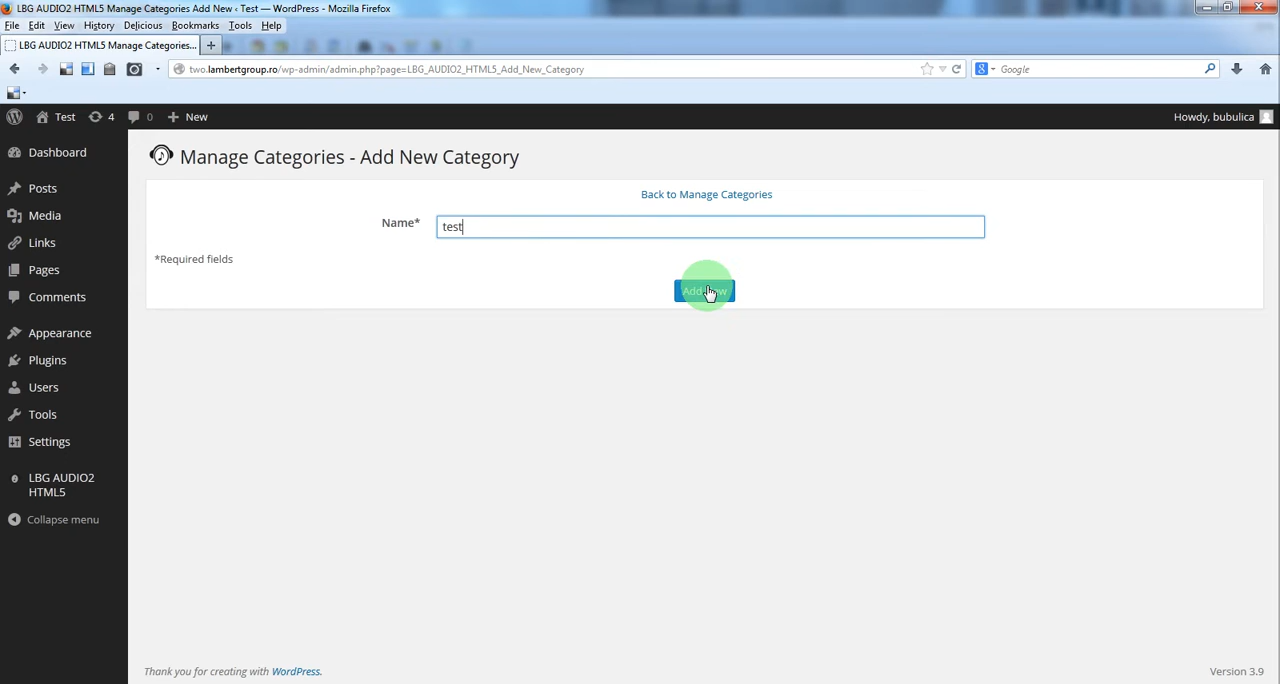 LBG AUDIO2 HTML5 Manage Categories Add New ‹ Test — WordPress - Mozilla Firefox
File Edit View History Delicious Bookmarks Tools Help
LBG AUDIO2 HTML5 Manage Categories...
two.lambertgroup.ro/wp-admin/admin.php?page=LBG_AUDIO2_HTML5_Add_New_Category
Google
Test 4 0 New
Howdy, bubulica
Dashboard
Posts
Media
Links
Pages
Comments
Appearance
Plugins
Users
Tools
Settings
LBG AUDIO2
HTML5
Collapse menu
Manage Categories - Add New Category
Back to Manage Categories
Name* test
*Required fields
Add New
Thank you for creating with WordPress.
Version 3.9